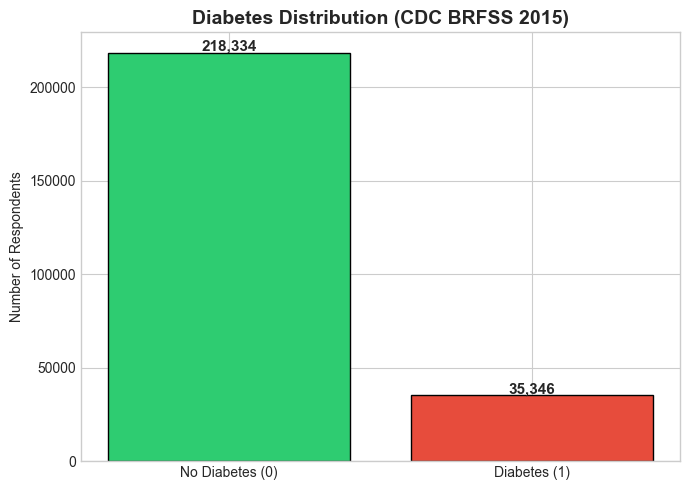 Diabetes Distribution (CDC BRFSS 2015)
218,334
200000
150000
100000
50000
0
Number of Respondents
35,346
No Diabetes (0)
Diabetes (1)